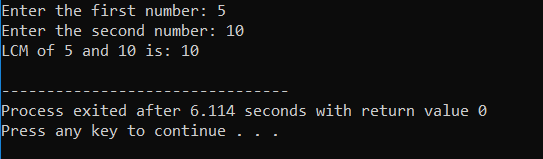 Enter the first number: 5
Enter the second number: 10
LCM of 5 and 10 is: 10
--------------------------------
Process exited after 6.114 seconds with return value 0
Press any key to continue . . .